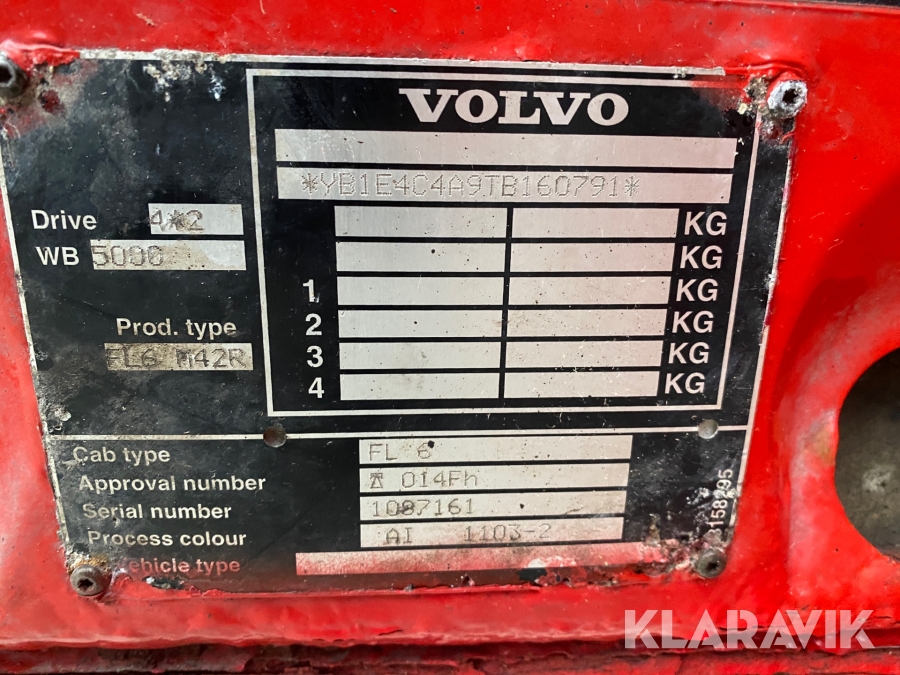 VOLVO
*YB1E4C4A9TB160791*
Drive 4*2
WB 5000
KG
KG
1 KG
2 KG
3 KG
4 KG
Prod. type
FL6 M42R
Cab type FL 6
Approval number 014Fh
Serial number 1087161
Process colour AI 1103-2
Vehicle type
KLARAVIK